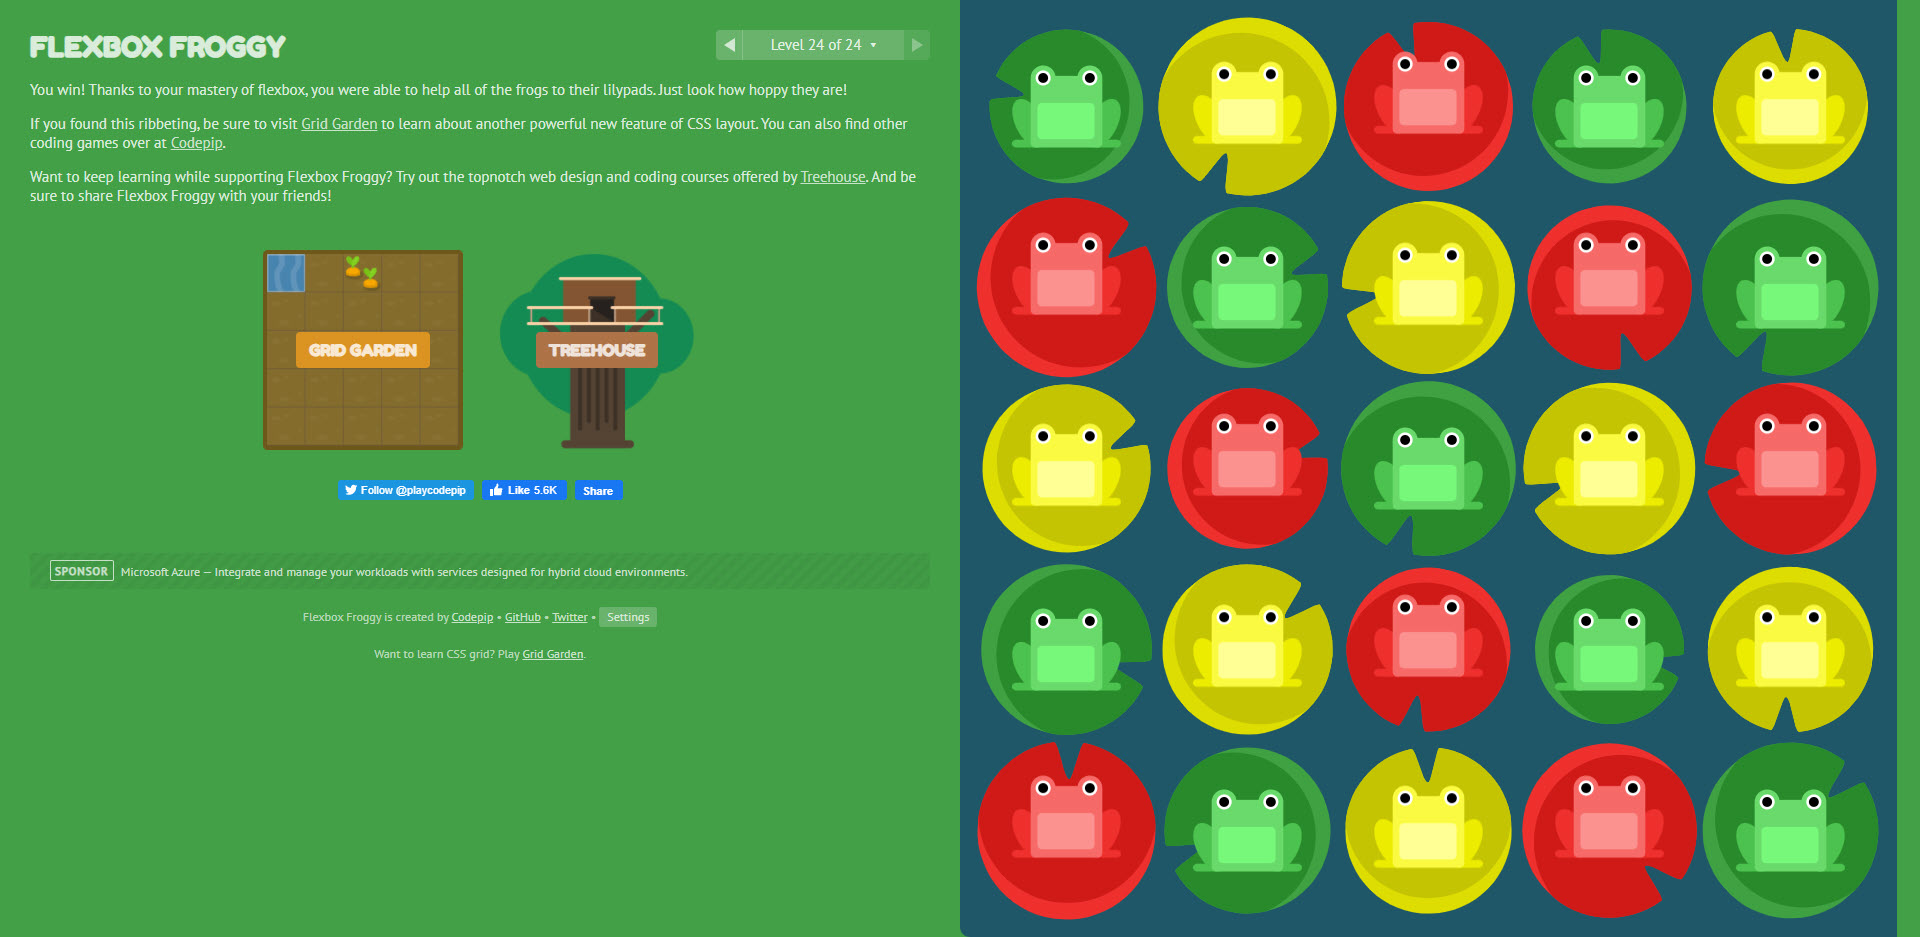 FLEXBOX FROGGY
Level 24 of 24 ▼
You win! Thanks to your mastery of flexbox, you were able to help all of the frogs to their lilypads. Just look how hoppy they are!
If you found this ribbeting, be sure to visit Grid Garden to learn about another powerful new feature of CSS layout. You can also find other
coding games over at Codepip.
Want to keep learning while supporting Flexbox Froggy? Try out the topnotch web design and coding courses offered by Treehouse. And be
sure to share Flexbox Froggy with your friends!
GRID GARDEN
TREEHOUSE
Follow @playcodepip
Like 5.6K
Share
SPONSOR Microsoft Azure — Integrate and manage your workloads with services designed for hybrid cloud environments.
Flexbox Froggy is created by Codepip • GitHub • Twitter • Settings
Want to learn CSS grid? Play Grid Garden.